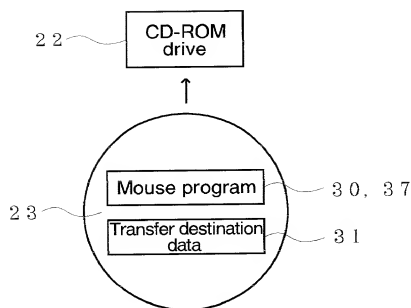 CD-ROM
drive
22
Mouse program
30, 37
23
Transfer destination
data
31